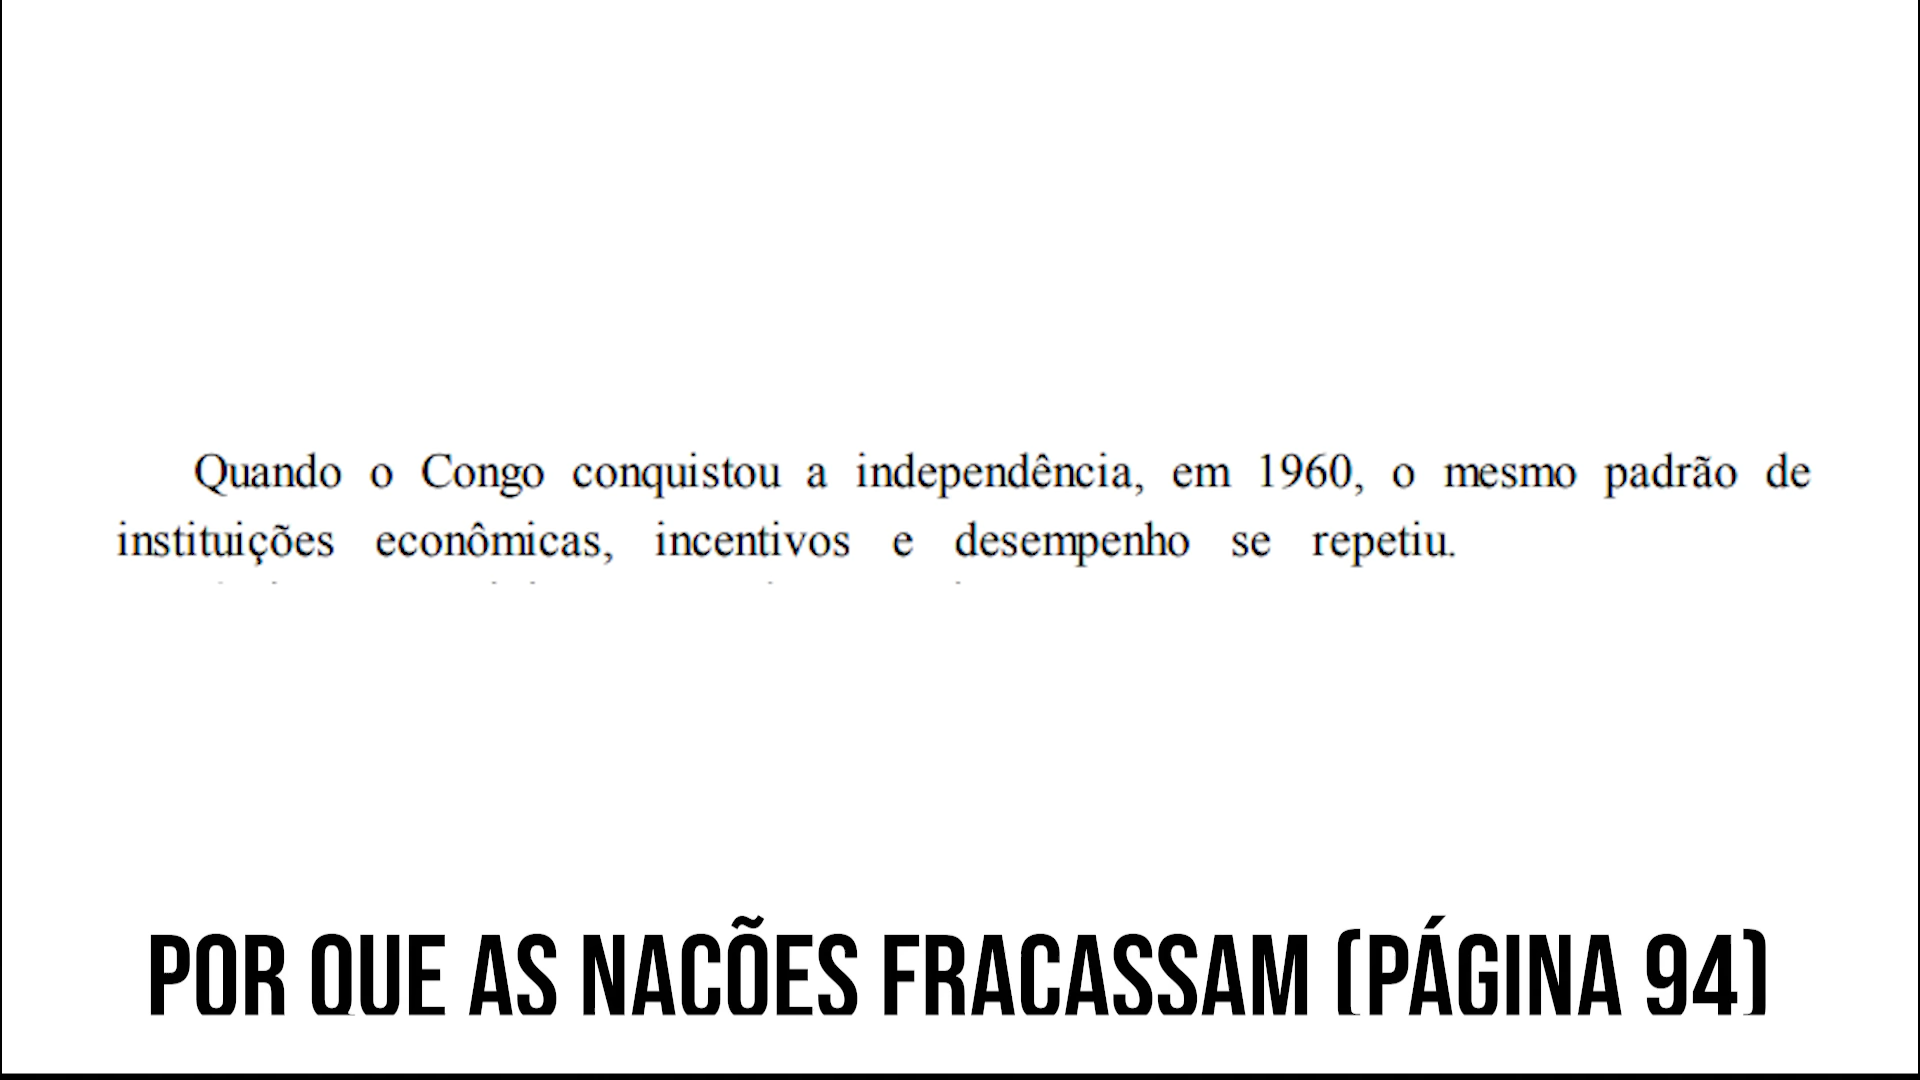 Quando o Congo conquistou a independência, em 1960, o mesmo padrão de
instituições econômicas, incentivos e desempenho se repetiu.
POR QUE AS NAÇÕES FRACASSAM (PÁGINA 94)